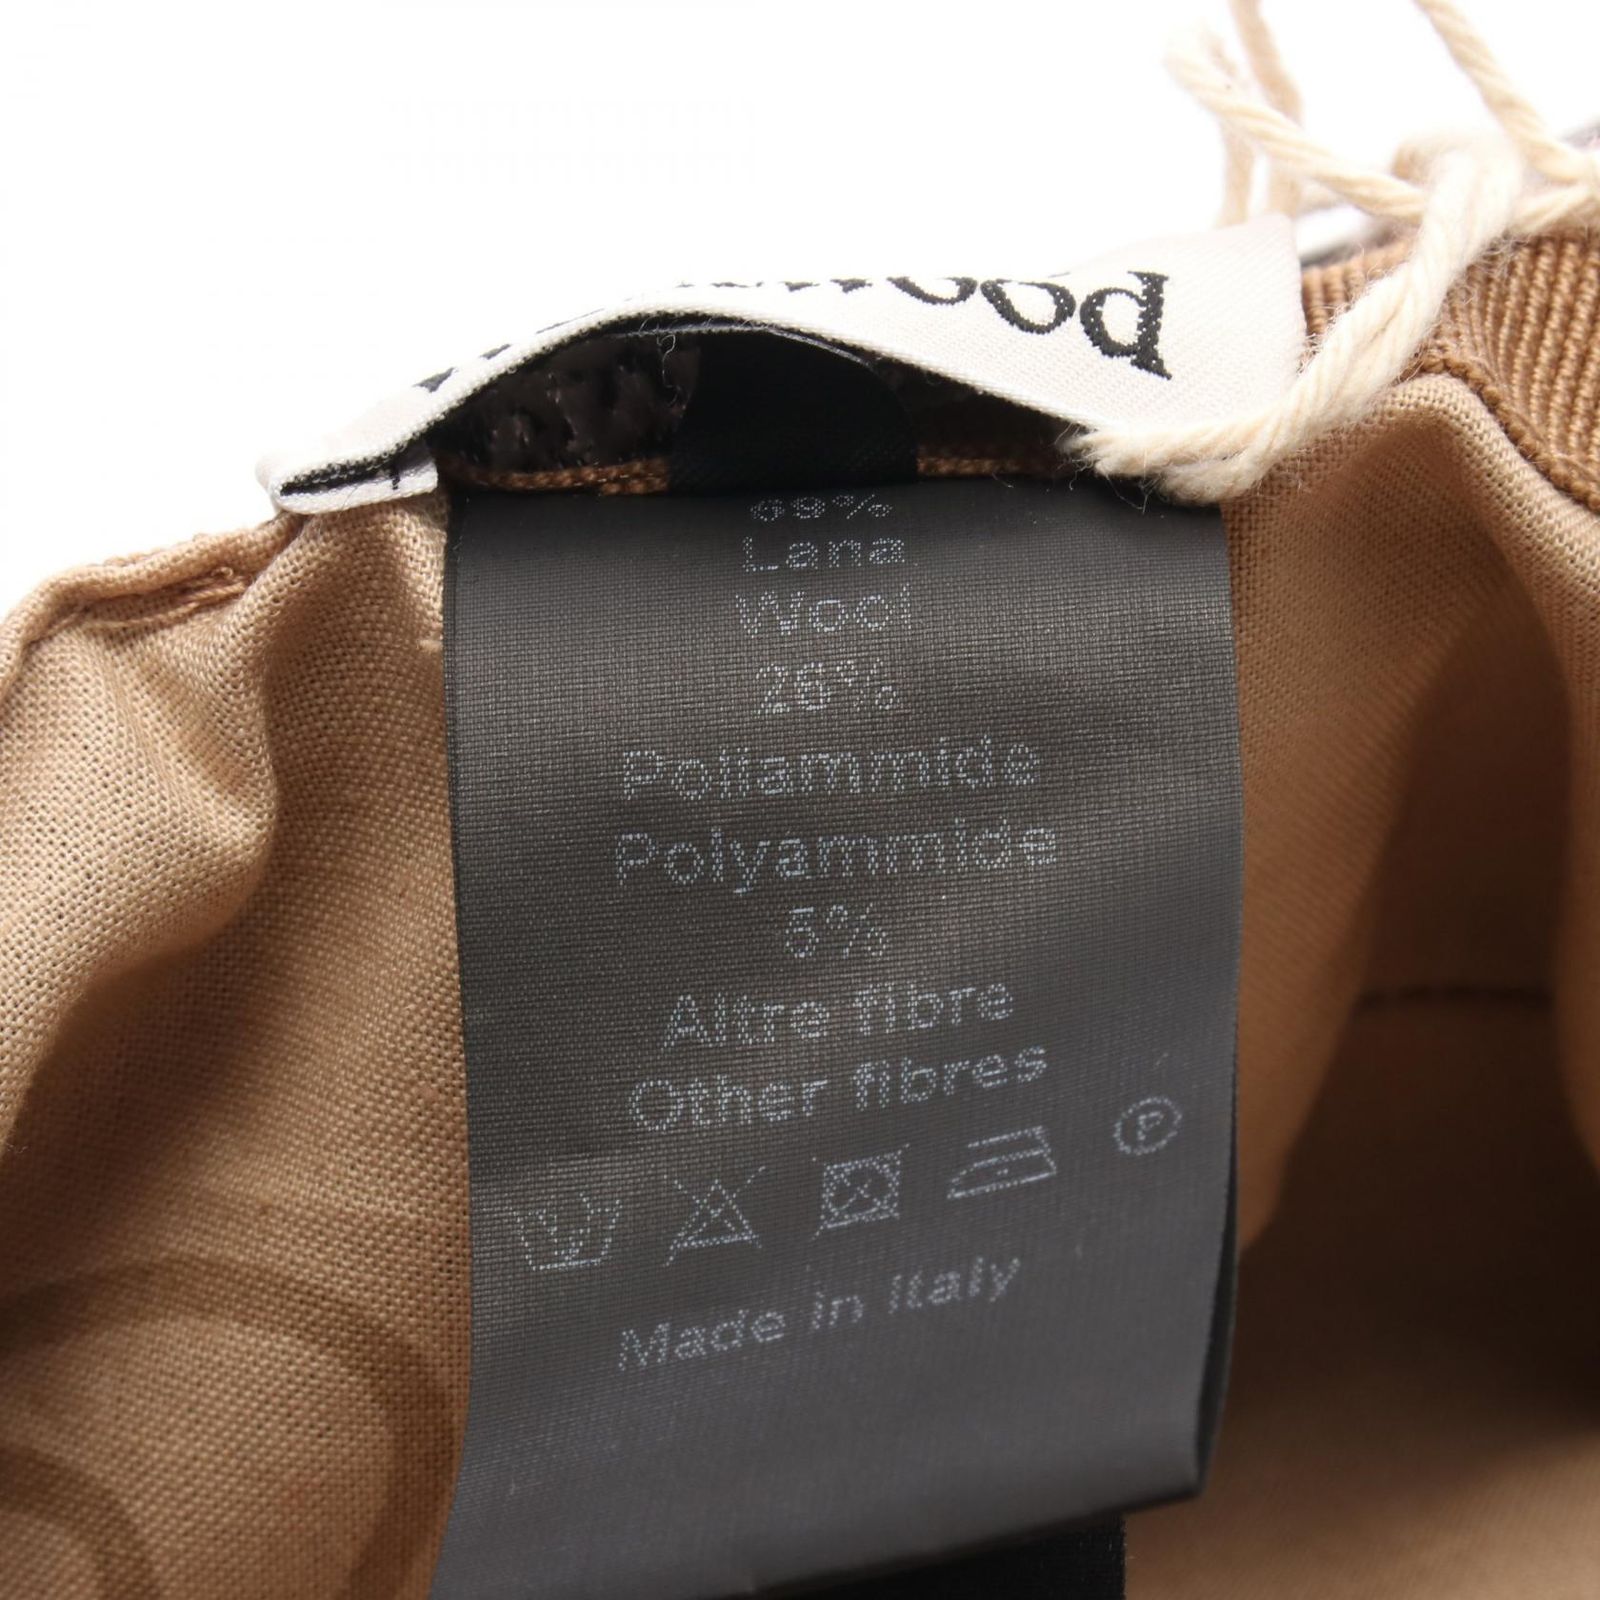 69%
Lana
Wool
26%
Poliammide
Polyammide
5%
Altre fibre
Other fibres
P
Made in Italy